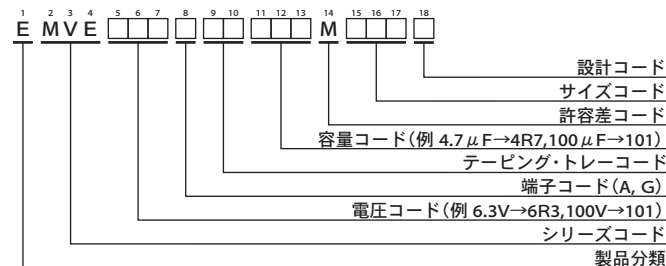 1 2 3 4 5 6 7 8 9 10 11 12 13 14 15 16 17 18
E MVE □□□ □ □□ □□□ M □□□ □
設計コード
サイズコード
許容差コード
容量コード(例 4.7μF→4R7,100μF→101)
テーピング・トレーコード
端子コード(A, G)
電圧コード(例 6.3V→6R3,100V→101)
シリーズコード
製品分類